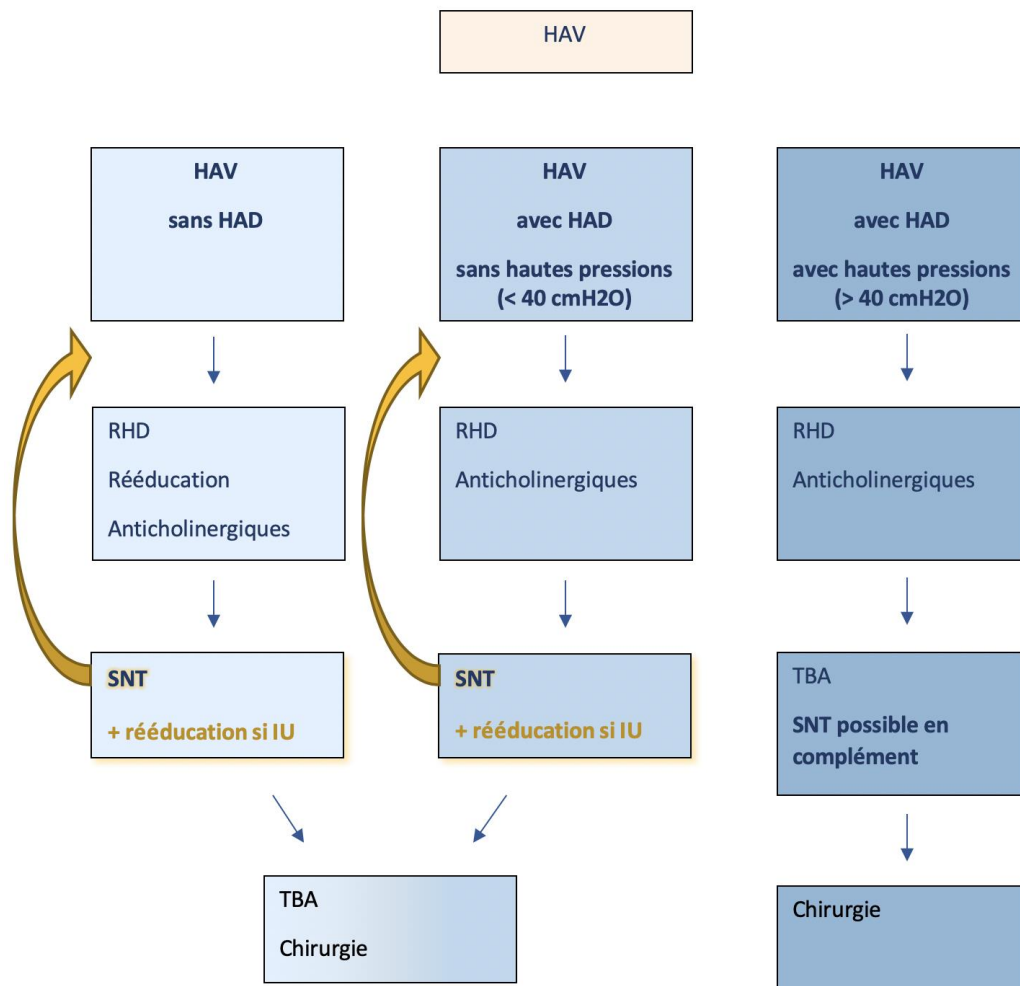 HAV
HAV
sans HAD
HAV
avec HAD
sans hautes pressions
(< 40 cmH2O)
HAV
avec HAD
avec hautes pressions
(> 40 cmH2O)
RHD
Rééducation
Anticholinergiques
RHD
Anticholinergiques
RHD
Anticholinergiques
SNT
+ rééducation si IU
SNT
+ rééducation si IU
TBA
SNT possible en
complément
TBA
Chirurgie
Chirurgie